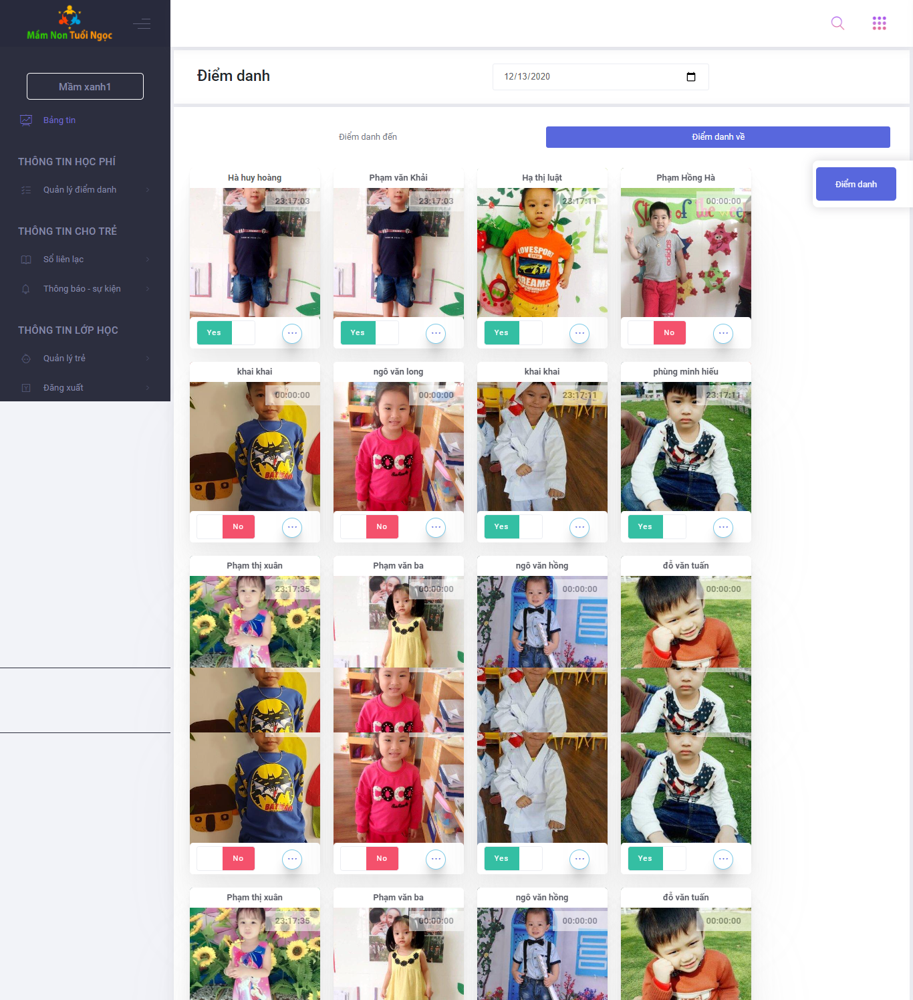 Mầm Non Tuổi Ngọc
Mầm xanh1
Bảng tin
THÔNG TIN HỌC PHÍ
Quản lý điểm danh
THÔNG TIN CHO TRẺ
Sổ liên lạc
Thông báo - sự kiện
THÔNG TIN LỚP HỌC
Quản lý trẻ
Đăng xuất
Điểm danh
12/13/2020
Điểm danh đến
Điểm danh về
Điểm danh
Hà huy hoàng
Phạm văn Khải
Hạ thị luật
Phạm Hồng Hà
23:17:03
23:17:03
23:17:11
00:00:00
LOVESPORT
DREAMS
adidas
Yes
Yes
Yes
No
khai khai
ngô văn long
khai khai
phùng minh hiếu
00:00:00
00:00:00
23:17:11
23:17:11
BATMAN
COCO
No
No
Yes
Yes
Phạm thị xuân
Phạm văn ba
ngô văn hồng
đỗ văn tuấn
23:17:35
00:00:00
00:00:00
00:00:00
COCO
BATMAN
COCO
No
No
Yes
Yes
Phạm thị xuân
Phạm văn ba
ngô văn hồng
đỗ văn tuấn
23:17:35
00:00:00
00:00:00
00:00:00